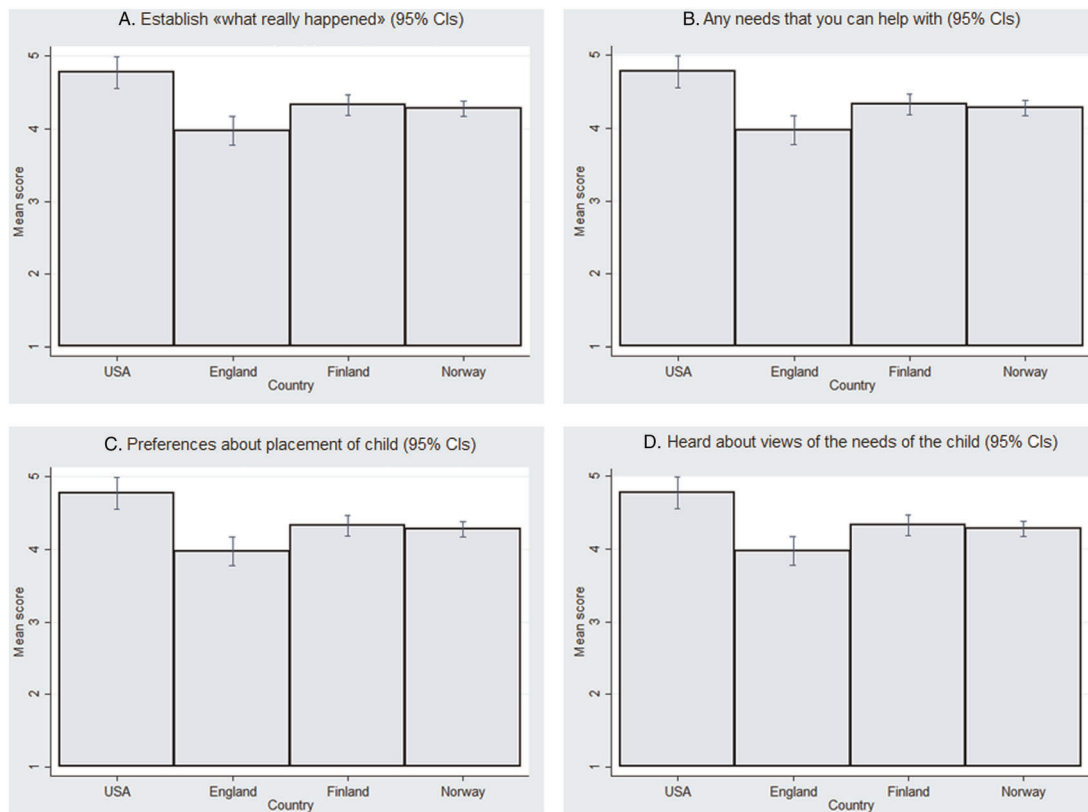 A. Establish «what really happened» (95% CIs)
5
4
3
2
1
Mean score
USA England Finland Norway
Country
B. Any needs that you can help with (95% CIs)
5
4
3
2
1
Mean score
USA England Finland Norway
Country
C. Preferences about placement of child (95% CIs)
5
4
3
2
1
Mean score
USA England Finland Norway
Country
D. Heard about views of the needs of the child (95% CIs)
5
4
3
2
1
Mean score
USA England Finland Norway
Country